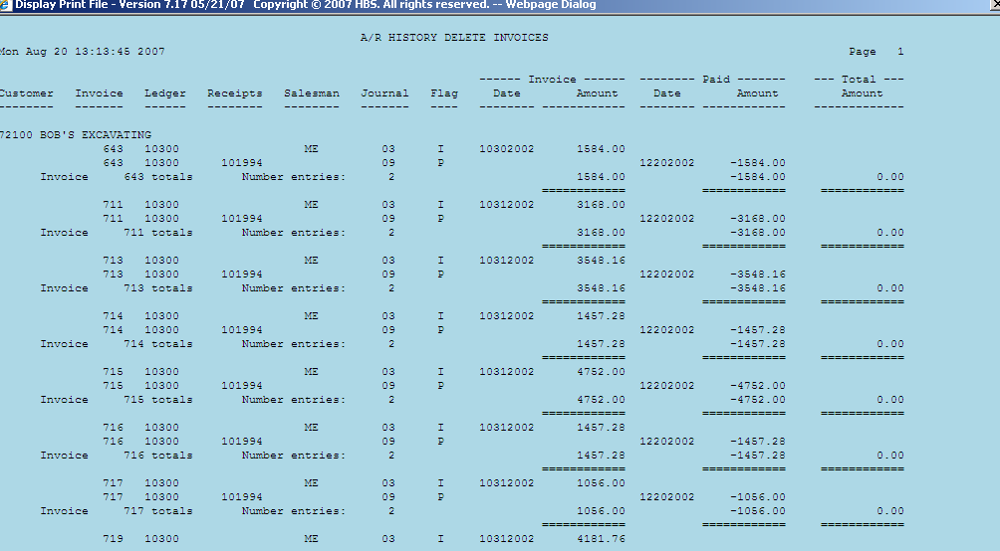 Display Print File - Version 7.17 05/21/07 Copyright © 2007 HBS. All rights reserved. -- Webpage Dialog
A/R HISTORY DELETE INVOICES
Mon Aug 20 13:13:45 2007 Page 1
------ Invoice ------ -------- Paid ------- --- Total ---
Customer Invoice Ledger Receipts Salesman Journal Flag Date Amount Date Amount Amount
-------- ------- ------ -------- -------- ------- ---- -------- ------------ -------- ------------ -------------
72100 BOB'S EXCAVATING
643 10300 ME 03 I 10302002 1584.00
643 10300 101994 09 P 12202002 -1584.00
Invoice 643 totals Number entries: 2 1584.00 -1584.00 0.00
============ ============ ============
711 10300 ME 03 I 10312002 3168.00
711 10300 101994 09 P 12202002 -3168.00
Invoice 711 totals Number entries: 2 3168.00 -3168.00 0.00
============ ============ ============
713 10300 ME 03 I 10312002 3548.16
713 10300 101994 09 P 12202002 -3548.16
Invoice 713 totals Number entries: 2 3548.16 -3548.16 0.00
============ ============ ============
714 10300 ME 03 I 10312002 1457.28
714 10300 101994 09 P 12202002 -1457.28
Invoice 714 totals Number entries: 2 1457.28 -1457.28 0.00
============ ============ ============
715 10300 ME 03 I 10312002 4752.00
715 10300 101994 09 P 12202002 -4752.00
Invoice 715 totals Number entries: 2 4752.00 -4752.00 0.00
============ ============ ============
716 10300 ME 03 I 10312002 1457.28
716 10300 101994 09 P 12202002 -1457.28
Invoice 716 totals Number entries: 2 1457.28 -1457.28 0.00
============ ============ ============
717 10300 ME 03 I 10312002 1056.00
717 10300 101994 09 P 12202002 -1056.00
Invoice 717 totals Number entries: 2 1056.00 -1056.00 0.00
============ ============ ============
719 10300 ME 03 I 10312002 4181.76